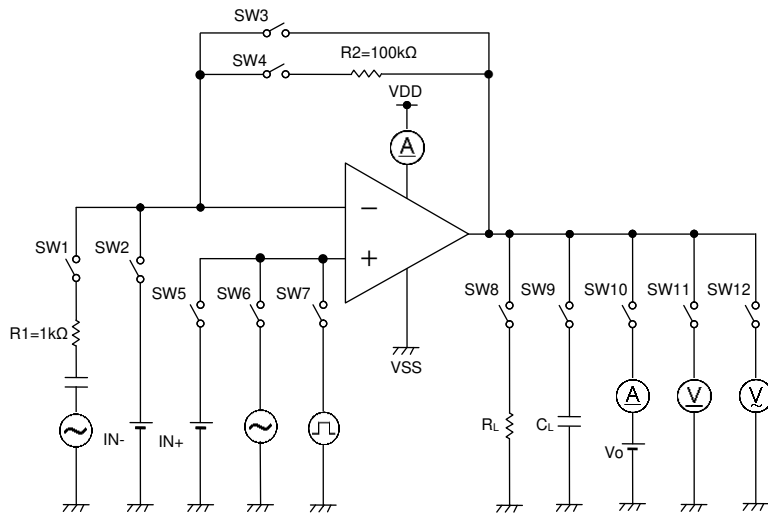 SW3
SW4
R2=100kΩ
VDD
A
−
+
SW1
SW2
SW5
SW6
SW7
SW8
SW9
SW10
SW11
SW12
R1=1kΩ
VSS
IN-
IN+
RL
CL
A
V
V
Vo